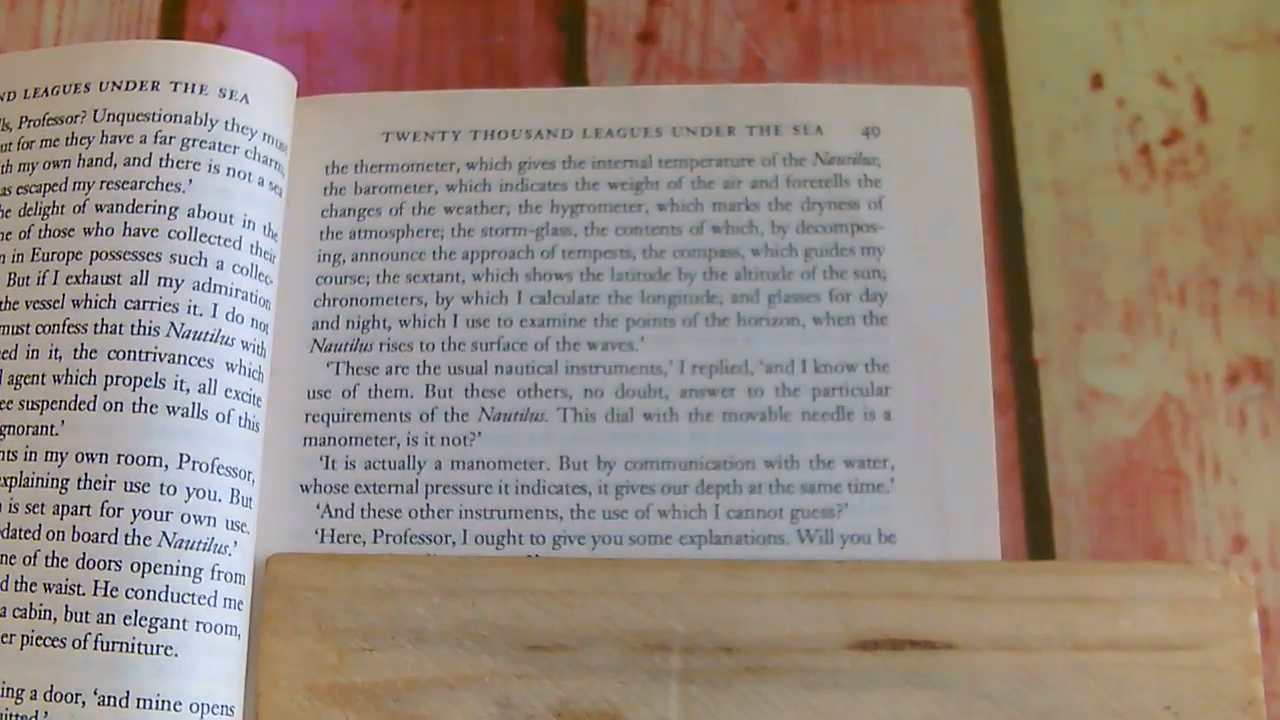 ND LEAGUES UNDER THE SEA
Professor? Unquestionably they must
ut for me they have a far greater charm,
th my own hand, and there is not a sea
as escaped my researches.'
he delight of wandering about in the
ne of those who have collected their
n in Europe possesses such a collec-
But if I exhaust all my admiration
the vessel which carries it. I do not
must confess that this Nautilus with
ed in it, the contrivances which
agent which propels it, all excite
ee suspended on the walls of this
gnorant.'
nts in my own room, Professor,
explaining their use to you. But
is set apart for your own use.
dated on board the Nautilus.'
ne of the doors opening from
d the waist. He conducted me
a cabin, but an elegant room,
er pieces of furniture.
ing a door, 'and mine opens
TWENTY THOUSAND LEAGUES UNDER THE SEA 49
the thermometer, which gives the internal temperature of the Nautilus;
the barometer, which indicates the weight of the air and foretells the
changes of the weather; the hygrometer, which marks the dryness of
the atmosphere; the storm-glass, the contents of which, by decompos-
ing, announce the approach of tempests, the compass, which guides my
course; the sextant, which shows the latitude by the altitude of the sun;
chronometers, by which I calculate the longitude; and glasses for day
and night, which I use to examine the points of the horizon, when the
Nautilus rises to the surface of the waves.'
'These are the usual nautical instruments,' I replied, 'and I know the
use of them. But these others, no doubt, answer to the particular
requirements of the Nautilus. This dial with the movable needle is a
manometer, is it not?'
'It is actually a manometer. But by communication with the water,
whose external pressure it indicates, it gives our depth at the same time.'
'And these other instruments, the use of which I cannot guess?'
'Here, Professor, I ought to give you some explanations. Will you be